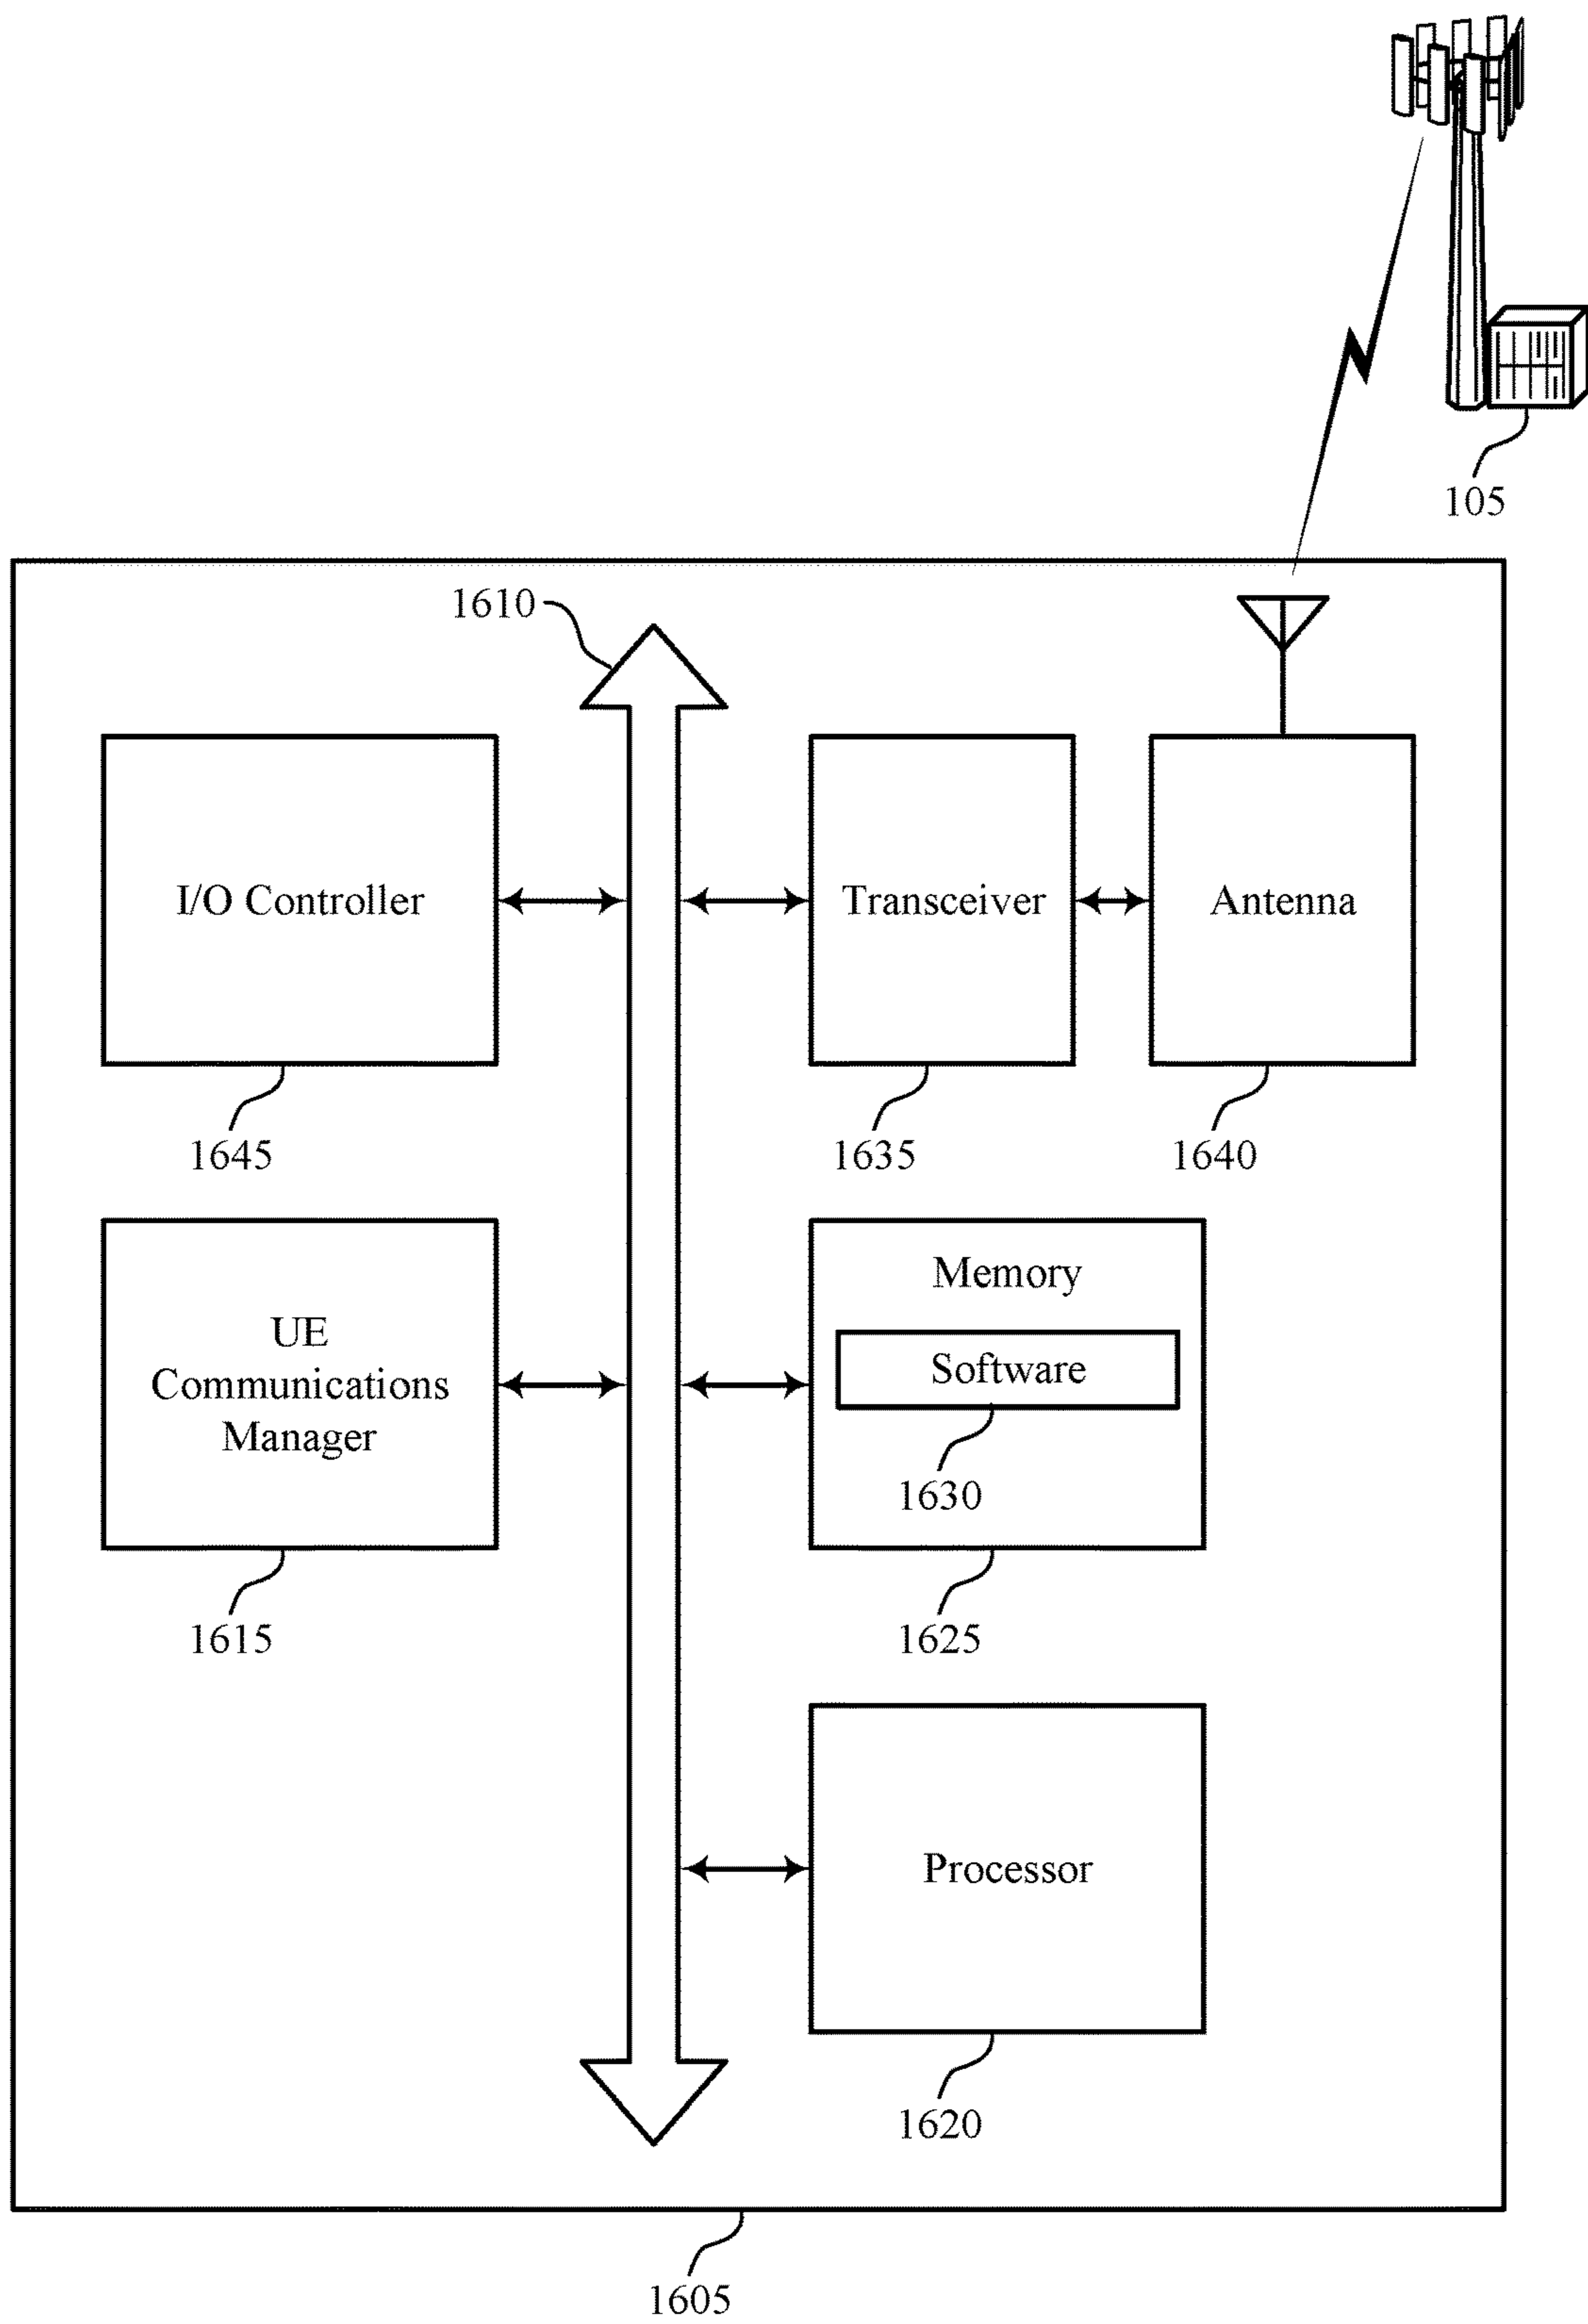 105
1610
I/O Controller
Transceiver
Antenna
1645
1635
1640
UE
Communications
Manager
Memory
Software
1630
1615
1625
Processor
1620
1605